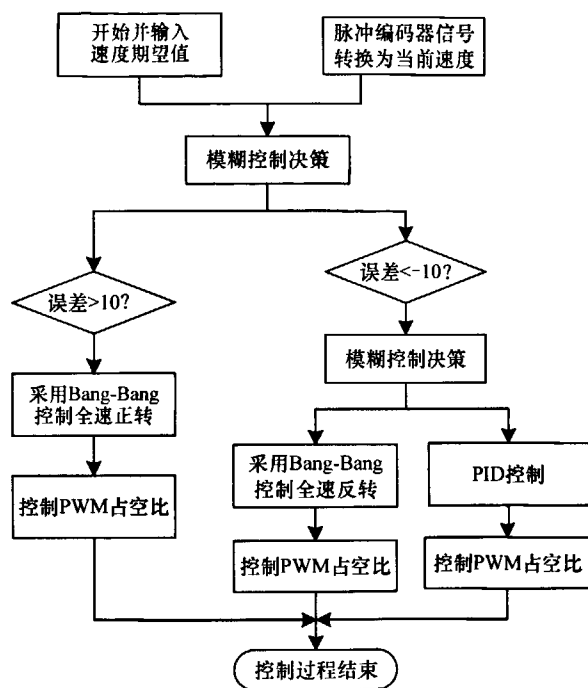 开始并输入
速度期望值
脉冲编码器信号
转换为当前速度
模糊控制决策
误差>10?
误差<-10?
模糊控制决策
采用Bang-Bang
控制全速正转
采用Bang-Bang
控制全速反转
PID控制
控制PWM占空比
控制PWM占空比
控制PWM占空比
控制过程结束